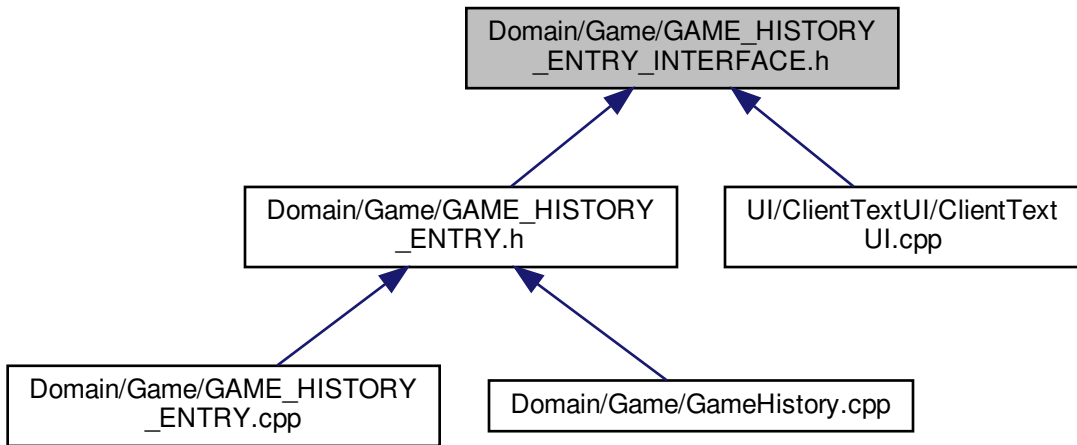 Domain/Game/GAME_HISTORY
_ENTRY_INTERFACE.h
Domain/Game/GAME_HISTORY
_ENTRY.h
UI/ClientTextUI/ClientText
UI.cpp
Domain/Game/GAME_HISTORY
_ENTRY.cpp
Domain/Game/GameHistory.cpp